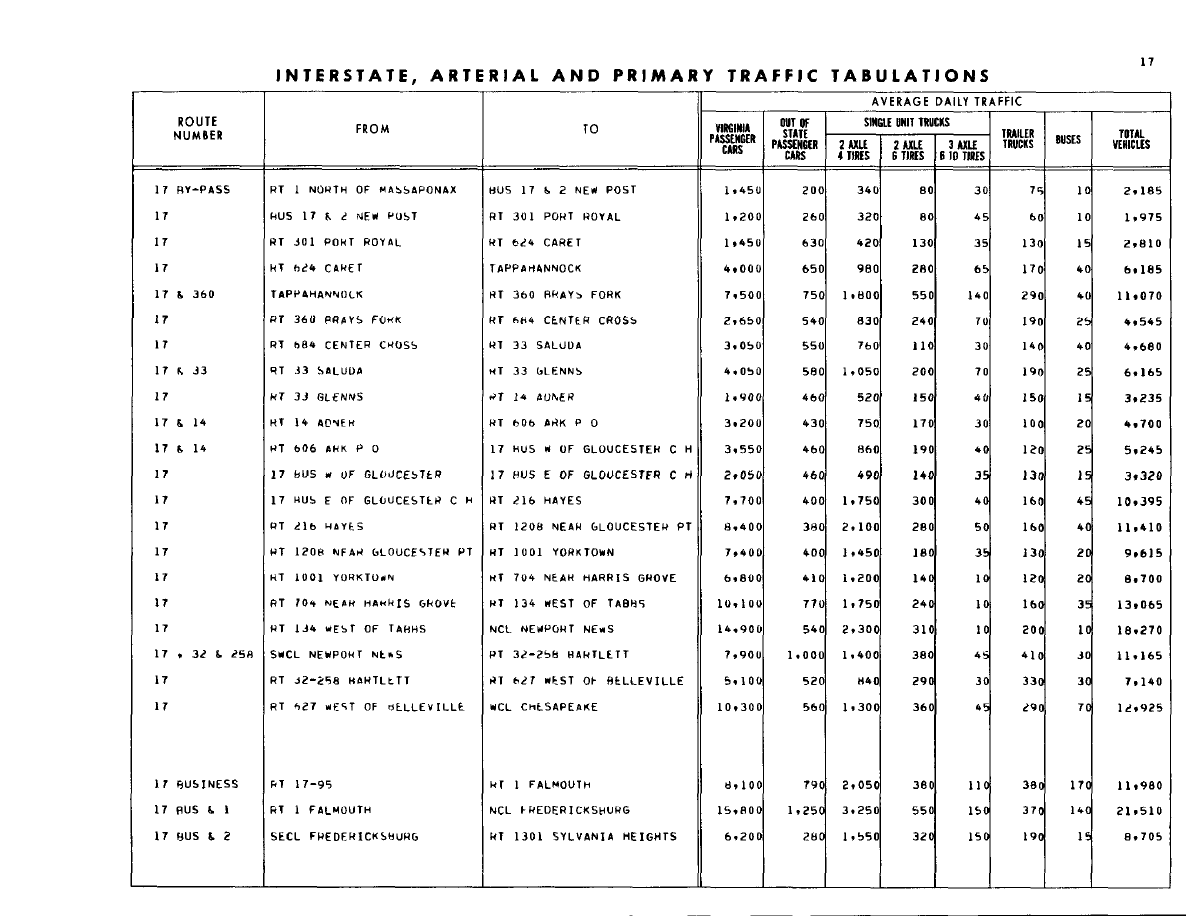 17
INTERSTATE, ARTERIAL AND PRIMARY TRAFFIC TABULATIONS
AVERAGE DAILY TRAFFIC
ROUTE NUMBER FROM TO VIRGINIA PASSENGER CARS OUT OF STATE PASSENGER CARS SINGLE UNIT TRUCKS 2 AXLE 4 TIRES 2 AXLE 6 TIRES 3 AXLE 6 10 TIRES TRAILER TRUCKS BUSES TOTAL VEHICLES
17 BY-PASS RT 1 NORTH OF MASSAPONAX BUS 17 & 2 NEW POST 1,450 200 340 80 30 75 10 2,185
17 BUS 17 & 2 NEW POST RT 301 PORT ROYAL 1,200 260 320 80 45 60 10 1,975
17 RT 301 PORT ROYAL RT 624 CARET 1,450 630 420 130 35 130 15 2,810
17 RT 624 CARET TAPPAHANNOCK 4,000 650 980 280 65 170 40 6,185
17 & 360 TAPPAHANNOCK RT 360 BRAYS FORK 7,500 750 1,800 550 140 290 40 11,070
17 RT 360 BRAYS FORK RT 684 CENTER CROSS 2,650 540 830 240 70 190 25 4,545
17 RT 684 CENTER CROSS RT 33 SALUDA 3,050 550 760 110 30 140 40 4,680
17 & 33 RT 33 SALUDA RT 33 GLENNS 4,050 580 1,050 200 70 190 25 6,165
17 RT 33 GLENNS RT 14 ADNER 1,900 460 520 150 40 150 15 3,235
17 & 14 RT 14 ADNER RT 606 ARK P O 3,200 430 750 170 30 100 20 4,700
17 & 14 RT 606 ARK P O 17 BUS W OF GLOUCESTER C H 3,550 460 860 190 40 120 25 5,245
17 17 BUS W OF GLOUCESTER 17 BUS E OF GLOUCESTER C H 2,050 460 490 140 35 130 15 3,320
17 17 BUS E OF GLOUCESTER C H RT 216 HAYES 7,700 400 1,750 300 40 160 45 10,395
17 RT 216 HAYES RT 1208 NEAR GLOUCESTER PT 8,400 380 2,100 280 50 160 40 11,410
17 RT 1208 NEAR GLOUCESTER PT RT 1001 YORKTOWN 7,400 400 1,450 180 35 130 20 9,615
17 RT 1001 YORKTOWN RT 704 NEAR HARRIS GROVE 6,800 410 1,200 140 10 120 20 8,700
17 RT 704 NEAR HARRIS GROVE RT 134 WEST OF TABBS 10,100 770 1,750 240 10 160 35 13,065
17 RT 134 WEST OF TABBS NCL NEWPORT NEWS 14,900 540 2,300 310 10 200 10 18,270
17 , 32 & 258 SWCL NEWPORT NEWS RT 32-258 BARTLETT 7,900 1,000 1,400 380 45 410 30 11,165
17 RT 32-258 BARTLETT RT 627 WEST OF BELLEVILLE 5,100 520 840 290 30 330 30 7,140
17 RT 627 WEST OF BELLEVILLE WCL CHESAPEAKE 10,300 560 1,300 360 45 290 70 12,925
17 BUSINESS RT 17-95 RT 1 FALMOUTH 8,100 790 2,050 380 110 380 170 11,980
17 BUS & 1 RT 1 FALMOUTH NCL FREDERICKSBURG 15,800 1,250 3,250 550 150 370 140 21,510
17 BUS & 2 SECL FREDERICKSBURG RT 1301 SYLVANIA HEIGHTS 6,200 280 1,550 320 150 190 15 8,705